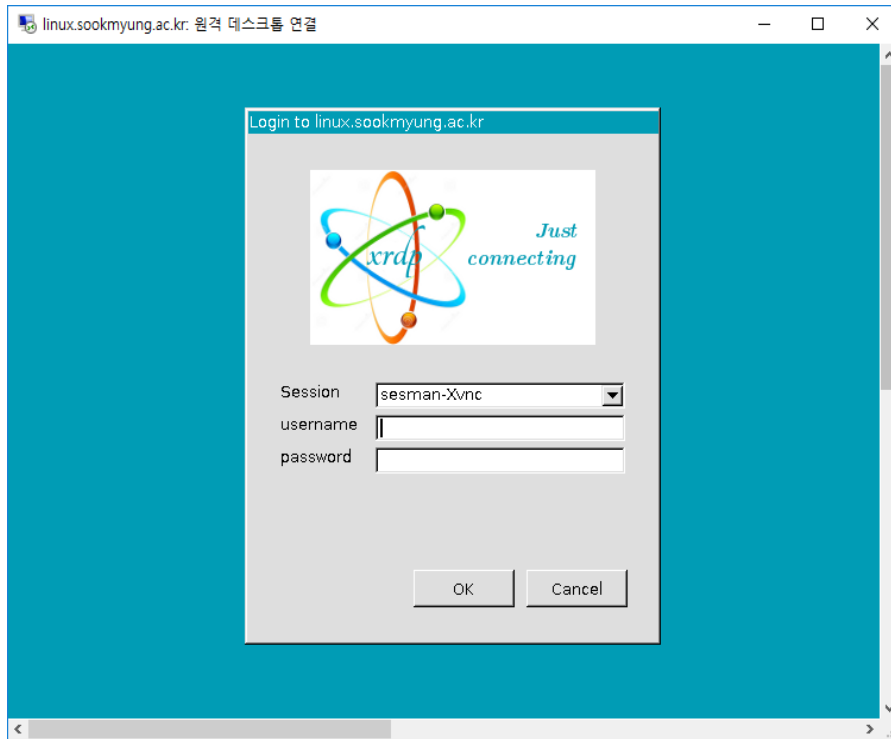 linux.sookmyung.ac.kr: 원격 데스크톱 연결
Login to linux.sookmyung.ac.kr
xrdp
Just
connecting
Session
sesman-Xvnc
username
password
OK
Cancel